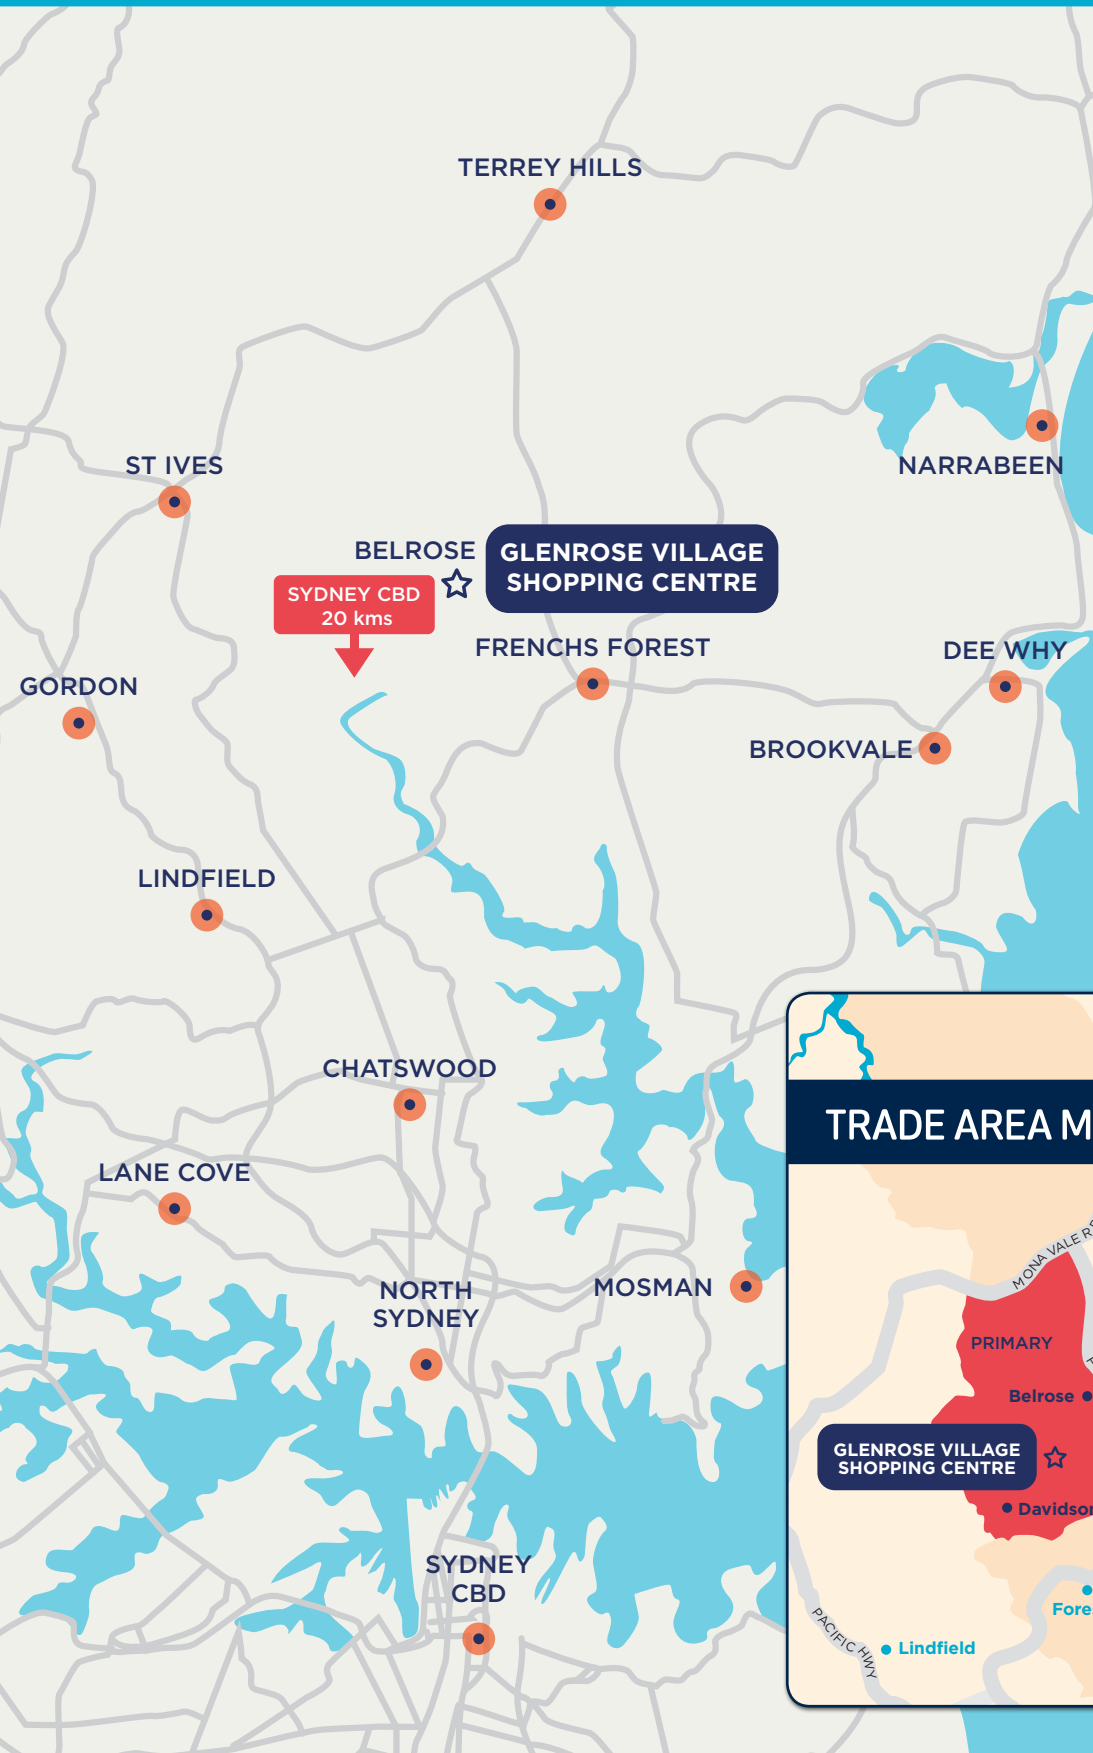 TERREY HILLS
NARRABEEN
ST IVES
BELROSE
GLENROSE VILLAGE
SHOPPING CENTRE
SYDNEY CBD
20 kms
FRENCHS FOREST
DEE WHY
GORDON
BROOKVALE
LINDFIELD
CHATSWOOD
LANE COVE
NORTH
SYDNEY
MOSMAN
SYDNEY
CBD
TRADE AREA M
MONA VALE R
PRIMARY
Belrose
GLENROSE VILLAGE
SHOPPING CENTRE
Davidson
Fore
PACIFIC HWY
Lindfield